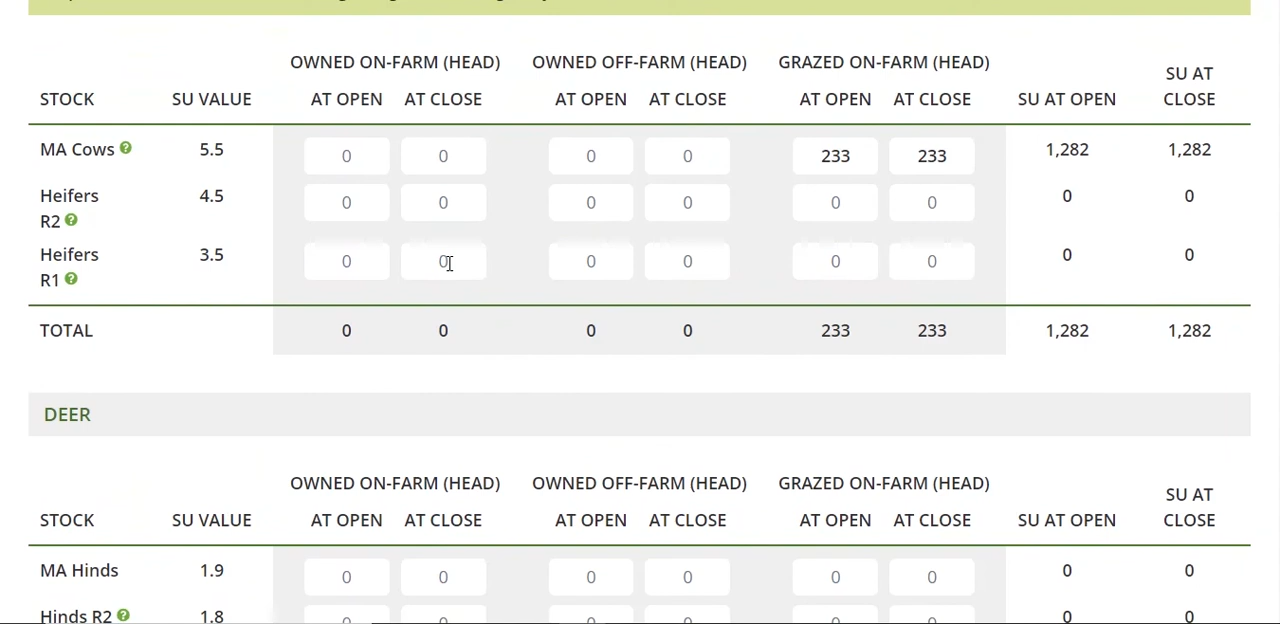 OWNED ON-FARM (HEAD) OWNED OFF-FARM (HEAD) GRAZED ON-FARM (HEAD)
STOCK SU VALUE AT OPEN AT CLOSE AT OPEN AT CLOSE AT OPEN AT CLOSE SU AT OPEN SU AT CLOSE
MA Cows ? 5.5 0 0 0 0 233 233 1,282 1,282
Heifers R2 ? 4.5 0 0 0 0 0 0 0 0
Heifers R1 ? 3.5 0 0 0 0 0 0 0 0
TOTAL 0 0 0 0 233 233 1,282 1,282
DEER
OWNED ON-FARM (HEAD) OWNED OFF-FARM (HEAD) GRAZED ON-FARM (HEAD)
STOCK SU VALUE AT OPEN AT CLOSE AT OPEN AT CLOSE AT OPEN AT CLOSE SU AT OPEN SU AT CLOSE
MA Hinds 1.9 0 0 0 0 0 0 0 0
Hinds R2 ? 1.8 0 0 0 0 0 0 0 0